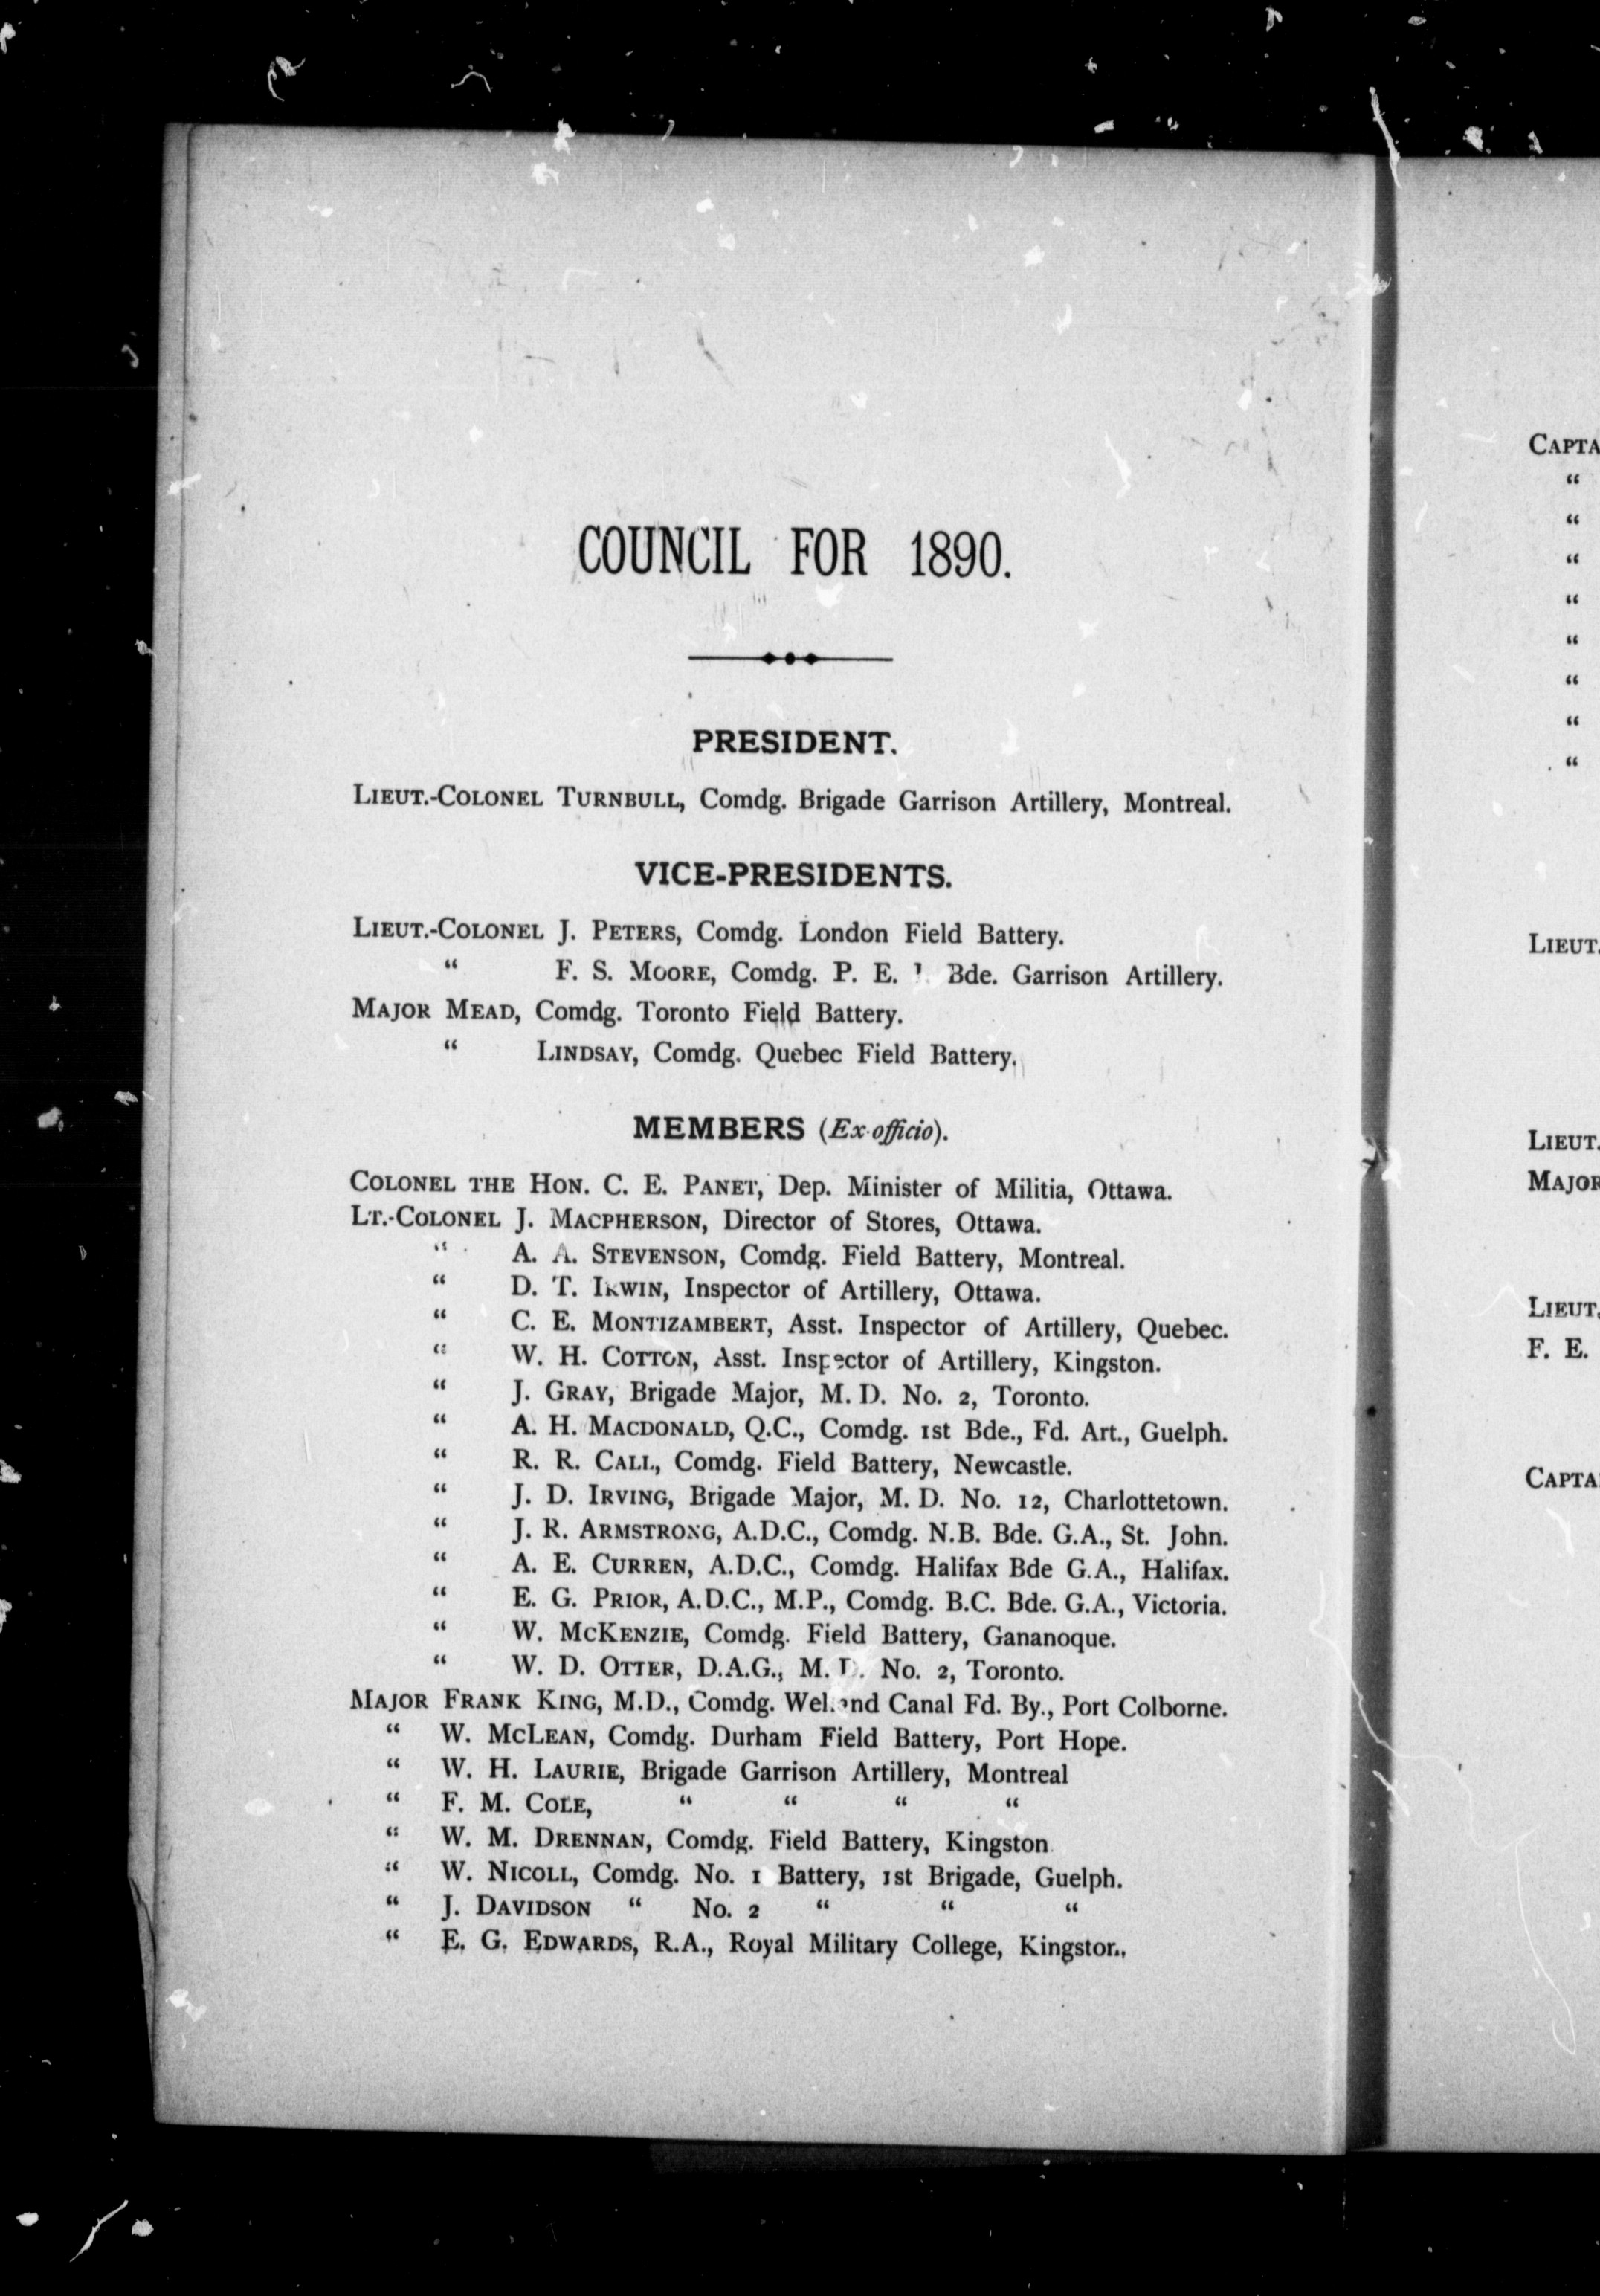 COUNCIL FOR 1890.
PRESIDENT.
LIEUT.-COLONEL TURNBULL, Comdg. Brigade Garrison Artillery, Montreal.
VICE-PRESIDENTS.
LIEUT.-COLONEL J. PETERS, Comdg. London Field Battery.
“ F. S. MOORE, Comdg. P. E. I. Bde. Garrison Artillery.
MAJOR MEAD, Comdg. Toronto Field Battery.
“ LINDSAY, Comdg. Quebec Field Battery.
MEMBERS (Ex-officio).
COLONEL THE HON. C. E. PANET, Dep. Minister of Militia, Ottawa.
LT.-COLONEL J. MACPHERSON, Director of Stores, Ottawa.
“ A. A. STEVENSON, Comdg. Field Battery, Montreal.
“ D. T. IRWIN, Inspector of Artillery, Ottawa.
“ C. E. MONTIZAMBERT, Asst. Inspector of Artillery, Quebec.
“ W. H. COTTON, Asst. Inspector of Artillery, Kingston.
“ J. GRAY, Brigade Major, M. D. No. 2, Toronto.
“ A. H. MACDONALD, Q.C., Comdg. 1st Bde., Fd. Art., Guelph.
“ R. R. CALL, Comdg. Field Battery, Newcastle.
“ J. D. IRVING, Brigade Major, M. D. No. 12, Charlottetown.
“ J. R. ARMSTRONG, A.D.C., Comdg. N.B. Bde. G.A., St. John.
“ A. E. CURREN, A.D.C., Comdg. Halifax Bde G.A., Halifax.
“ E. G. PRIOR, A.D.C., M.P., Comdg. B.C. Bde. G.A., Victoria.
“ W. MCKENZIE, Comdg. Field Battery, Gananoque.
“ W. D. OTTER, D.A.G., M. D. No. 2, Toronto.
MAJOR FRANK KING, M.D., Comdg. Welland Canal Fd. By., Port Colborne.
“ W. MCLEAN, Comdg. Durham Field Battery, Port Hope.
“ W. H. LAURIE, Brigade Garrison Artillery, Montreal
“ F. M. COLE, “ “ “ “
“ W. M. DRENNAN, Comdg. Field Battery, Kingston.
“ W. NICOLL, Comdg. No. 1 Battery, 1st Brigade, Guelph.
“ J. DAVIDSON “ No. 2 “ “ “
“ E. G. EDWARDS, R.A., Royal Military College, Kingston.
CAPTA
“
“
“
“
“
“
“
“
LIEUT.
LIEUT.
MAJOR
LIEUT.
F. E.
CAPTA